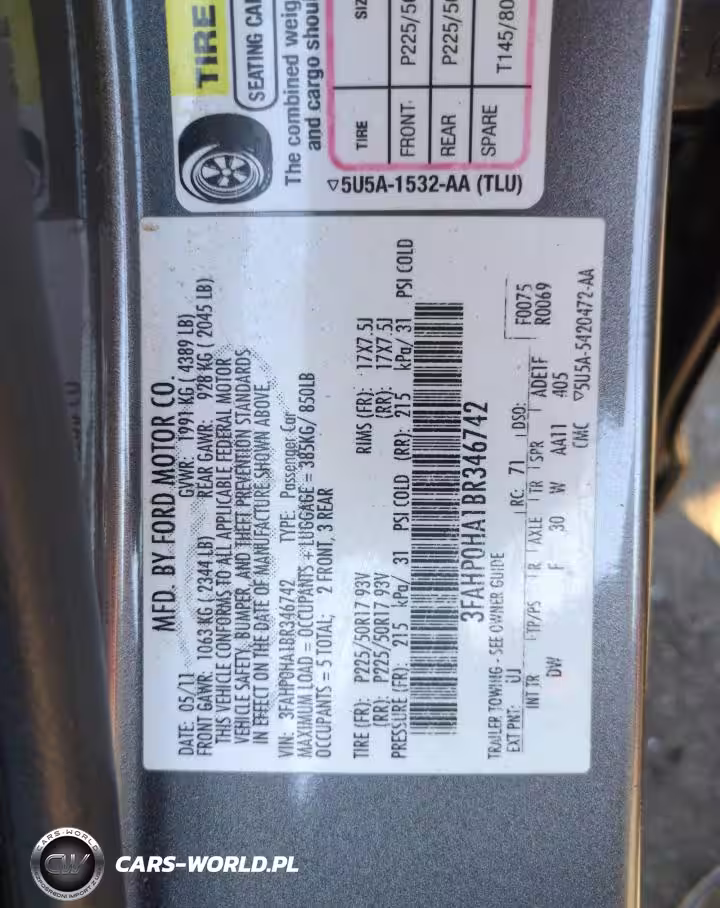 TIRE
SEATING CA
The combined weig
and cargo shou
TIRE
FRONT P225/50
REAR P225/5
SPARE T145/80
5U5A-1532-AA (TLU)
MFD. BY FORD MOTOR CO.
DATE: 05/11 GVWR: 1991 KG ( 4389 LB)
FRONT GAWR: 1063 KG ( 2344 LB) REAR GAWR: 928 KG ( 2045 LB)
THIS VEHICLE CONFORMS TO ALL APPLICABLE FEDERAL MOTOR
VEHICLE SAFETY, BUMPER, AND THEFT PREVENTION STANDARDS
IN EFFECT ON THE DATE OF MANUFACTURE SHOWN ABOVE.
VIN: 3FAHP0HA1BR346742 TYPE: Passenger Car
MAXIMUM LOAD = OCCUPANTS + LUGGAGE = 385KG/ 850LB
OCCUPANTS = 5 TOTAL; 2 FRONT, 3 REAR
TIRE (FR): P225/50R17 93V RIMS (FR): 17X7.5J
(RR): P225/50R17 93V (RR): 17X7.5J
PRESSURE (FR): 215 kPa/ 31 PSI COLD (RR): 215 kPa/ 31 PSI COLD
3FAHP0HA1BR346742
TRAILER TOWING - SEE OWNER GUIDE
EXT PNT: UJ RC: 71 DSO: F0075
R0069
INT TR TP/PS R AXLE TR SPR ADE1F
DW F 30 W AA11 405
CMC 5U5A-5420472-AA
CARS-WORLD
CW
CARS-WORLD.PL